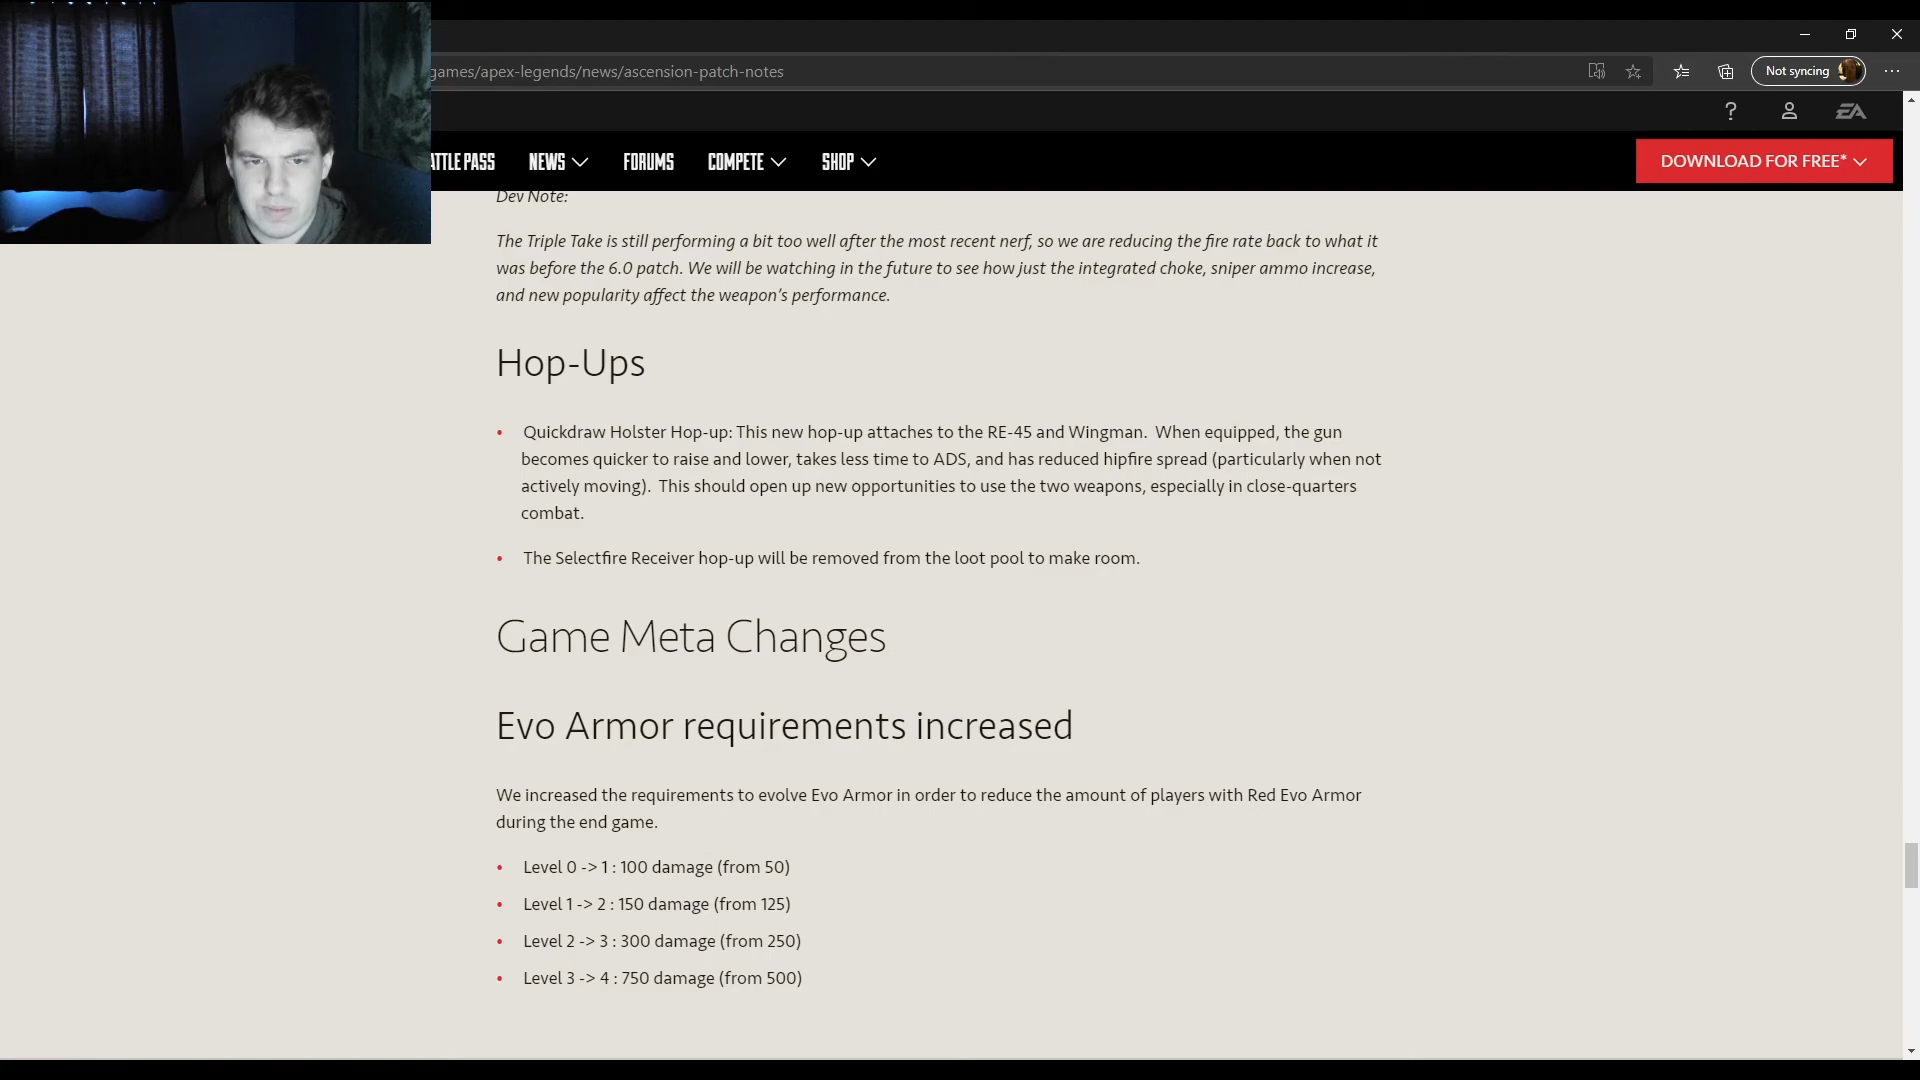 games/apex-legends/news/ascension-patch-notes
Not syncing
EA
ATTLE PASS
NEWS
FORUMS
COMPETE
SHOP
DOWNLOAD FOR FREE*
Dev Note:
The Triple Take is still performing a bit too well after the most recent nerf, so we are reducing the fire rate back to what it
was before the 6.0 patch. We will be watching in the future to see how just the integrated choke, sniper ammo increase,
and new popularity affect the weapon's performance.
Hop-Ups
• Quickdraw Holster Hop-up: This new hop-up attaches to the RE-45 and Wingman. When equipped, the gun
becomes quicker to raise and lower, takes less time to ADS, and has reduced hipfire spread (particularly when not
actively moving). This should open up new opportunities to use the two weapons, especially in close-quarters
combat.
• The Selectfire Receiver hop-up will be removed from the loot pool to make room.
Game Meta Changes
Evo Armor requirements increased
We increased the requirements to evolve Evo Armor in order to reduce the amount of players with Red Evo Armor
during the end game.
• Level 0 -> 1 : 100 damage (from 50)
• Level 1 -> 2 : 150 damage (from 125)
• Level 2 -> 3 : 300 damage (from 250)
• Level 3 -> 4 : 750 damage (from 500)